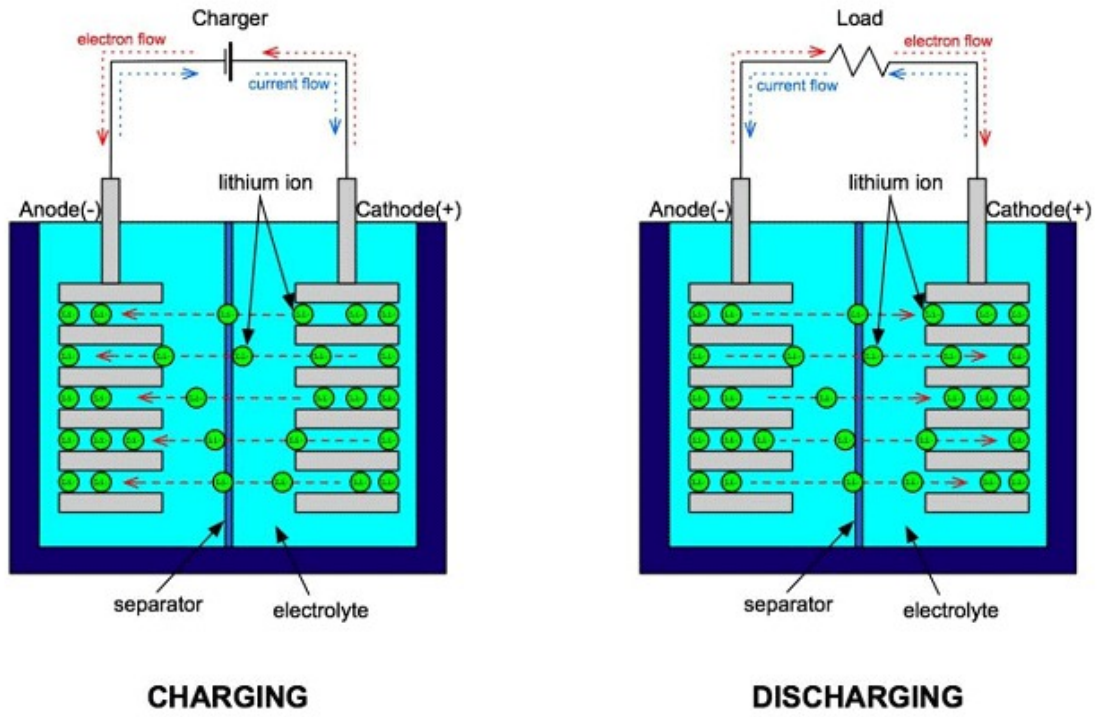 Charger
electron flow
current flow
lithium ion
Anode(-)
Cathode(+)
separator
electrolyte
CHARGING
Load
electron flow
current flow
lithium ion
Anode(-)
Cathode(+)
separator
electrolyte
DISCHARGING